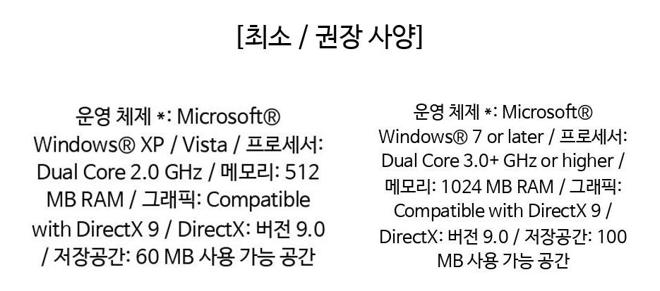 [최소 / 권장 사양]
운영 체제 *: Microsoft®
Windows® XP / Vista / 프로세서:
Dual Core 2.0 GHz / 메모리: 512
MB RAM / 그래픽: Compatible
with DirectX 9 / DirectX: 버전 9.0
/ 저장공간: 60 MB 사용 가능 공간
운영 체제 *: Microsoft®
Windows® 7 or later / 프로세서:
Dual Core 3.0+ GHz or higher /
메모리: 1024 MB RAM / 그래픽:
Compatible with DirectX 9 /
DirectX: 버전 9.0 / 저장공간: 100
MB 사용 가능 공간